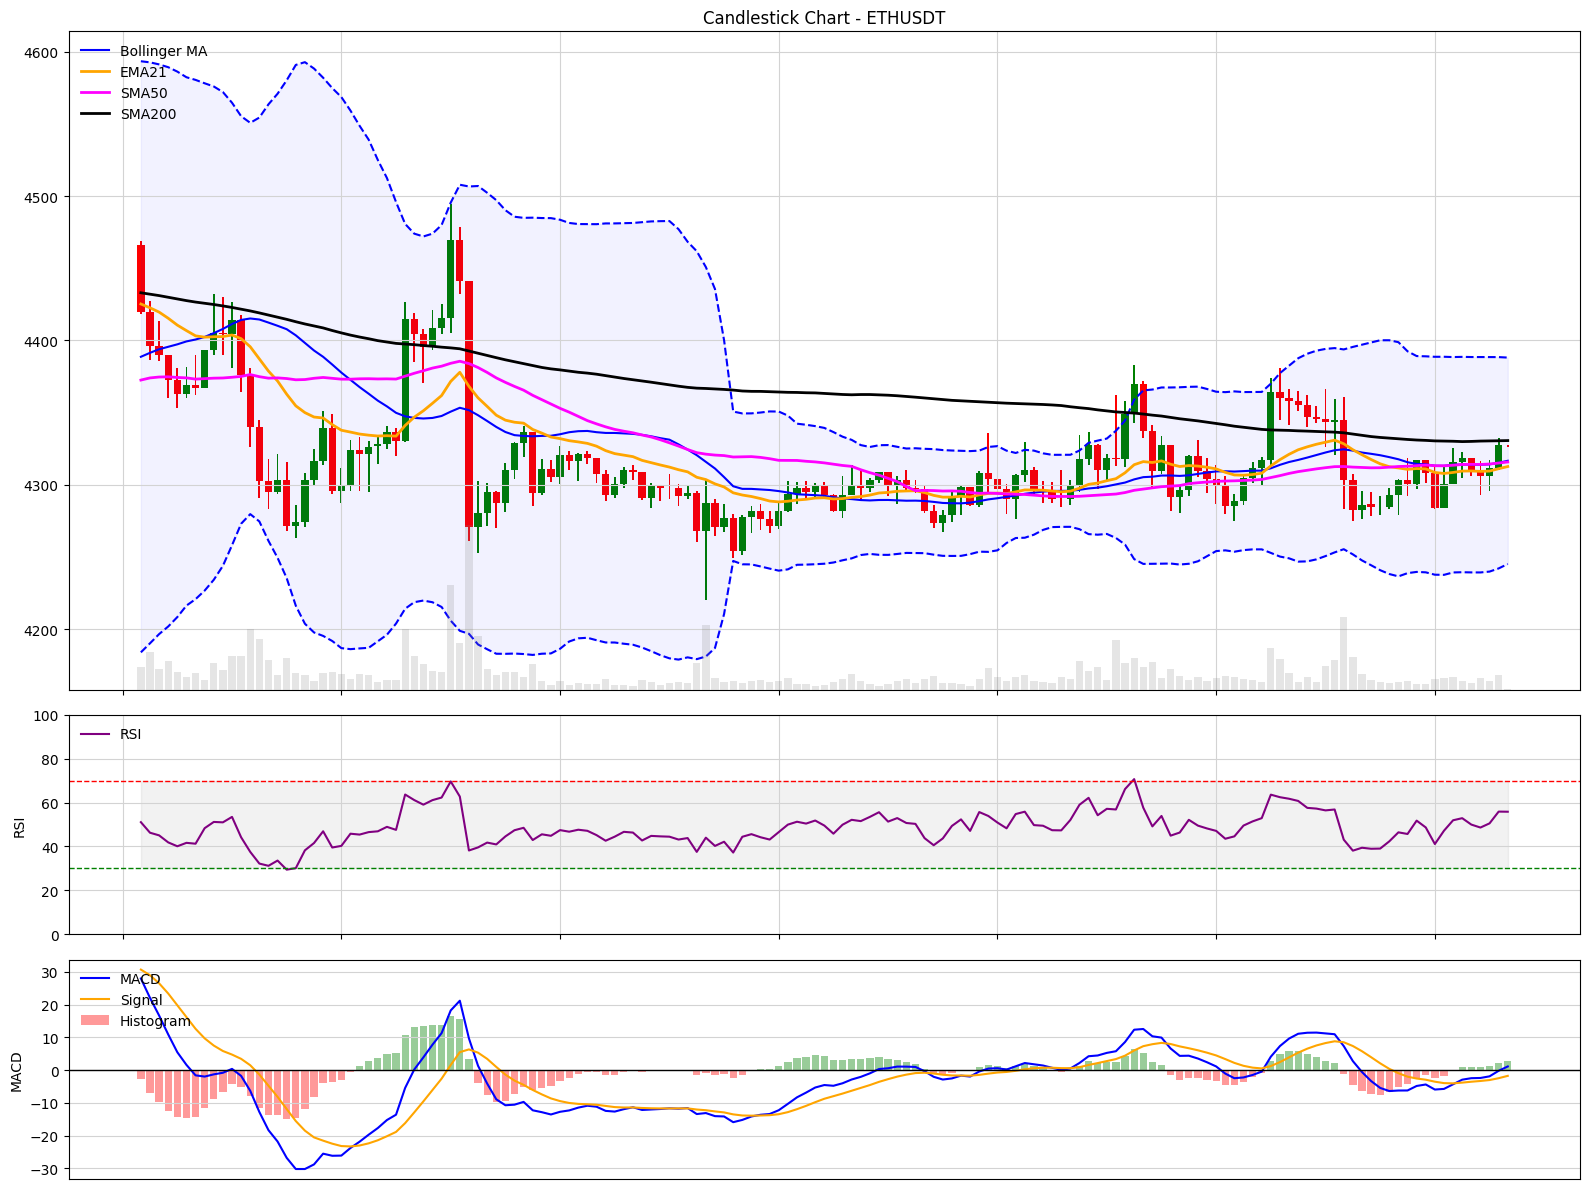 Candlestick Chart - ETHUSDT
4600
4500
4400
4300
4200
Bollinger MA
EMA21
SMA50
SMA200
100
80
60
40
20
0
RSI
RSI
30
20
10
0
−10
−20
−30
MACD
MACD
Signal
Histogram